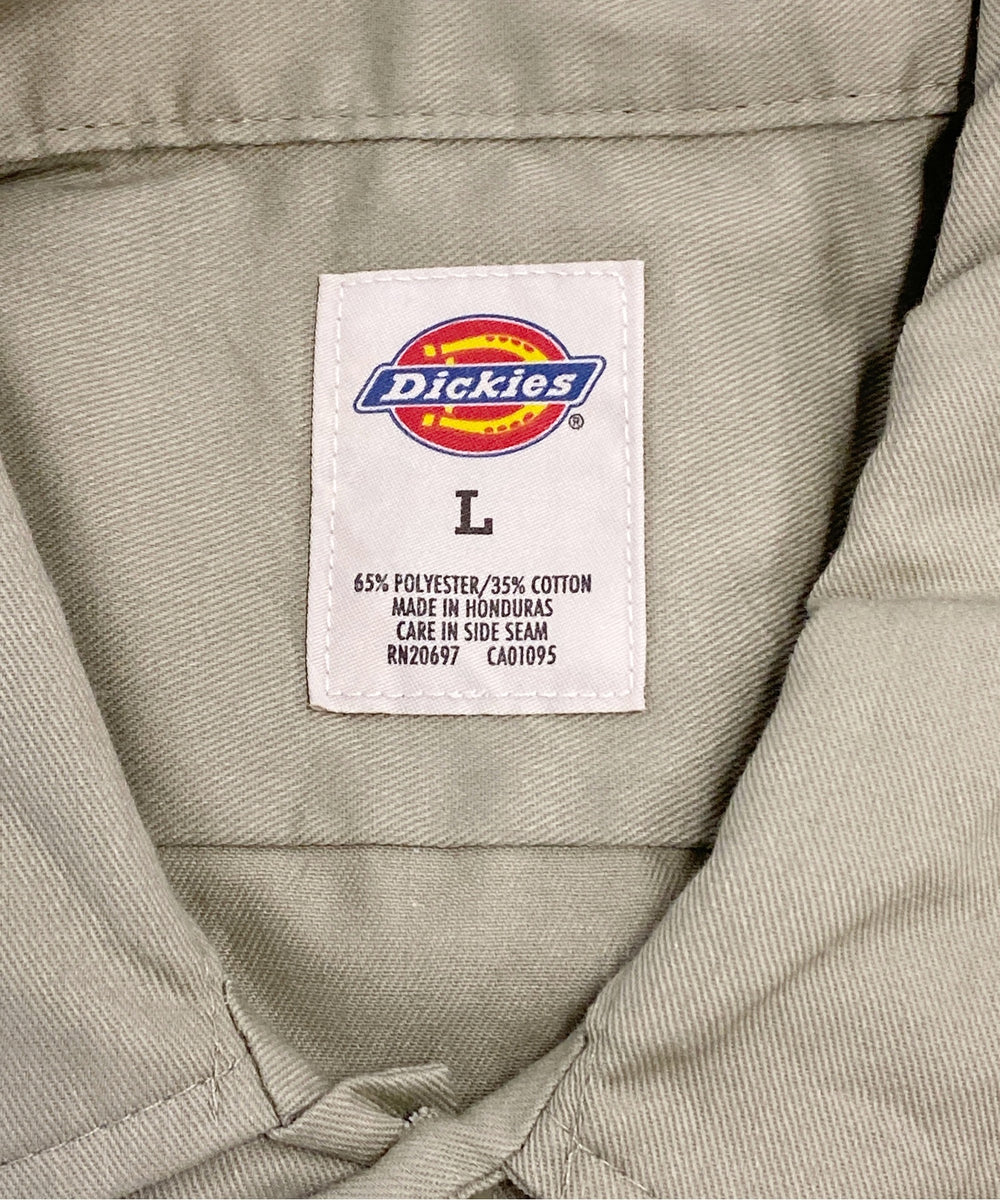 Dickies®
L
65% POLYESTER/35% COTTON
MADE IN HONDURAS
CARE IN SIDE SEAM
RN20697 CA01095